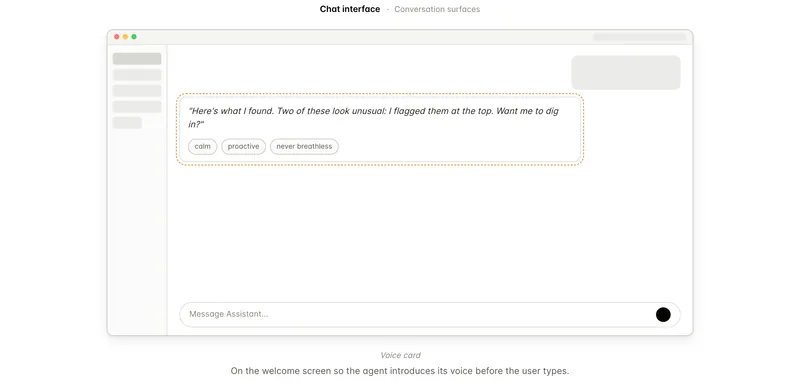 Chat interface · Conversation surfaces
"Here's what I found. Two of these look unusual: I flagged them at the top. Want me to dig
in?"
calm proactive never breathless
Message Assistant...
Voice card
On the welcome screen so the agent introduces its voice before the user types.